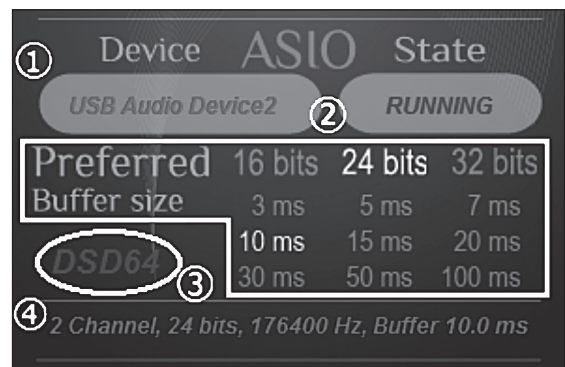 ① Device ASIO State
USB Audio Device2 ② RUNNING
Preferred 16 bits 24 bits 32 bits
Buffer size 3 ms 5 ms 7 ms
10 ms 15 ms 20 ms
DSD64 ③ 30 ms 50 ms 100 ms
④ 2 Channel, 24 bits, 176400 Hz, Buffer 10.0 ms